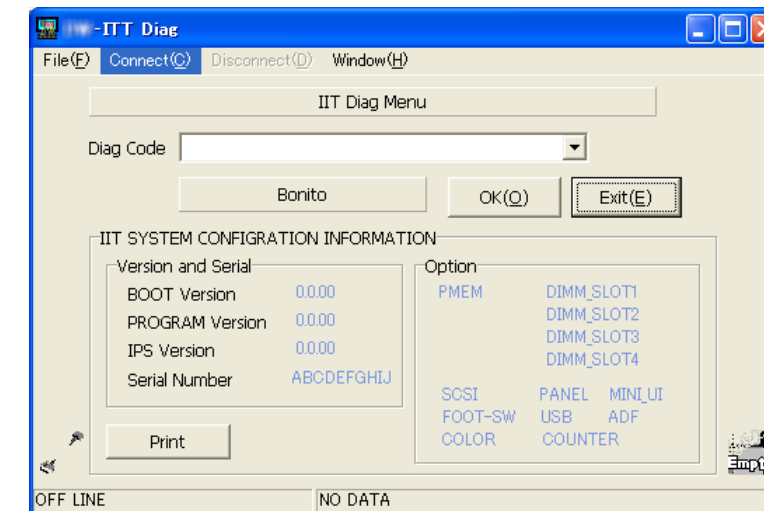 -ITT Diag
File(F) Connect(C) Disconnect(D) Window(H)
IIT Diag Menu
Diag Code
Bonito OK(O) Exit(E)
IIT SYSTEM CONFIGRATION INFORMATION
Version and Serial
BOOT Version 0.0.00
PROGRAM Version 0.0.00
IPS Version 0.0.00
Serial Number ABCDEFGHIJ
Option
PMEM DIMM_SLOT1
DIMM_SLOT2
DIMM_SLOT3
DIMM_SLOT4
SCSI PANEL MINI_UI
FOOT-SW USB ADF
COLOR COUNTER
Print
OFF LINE NO DATA